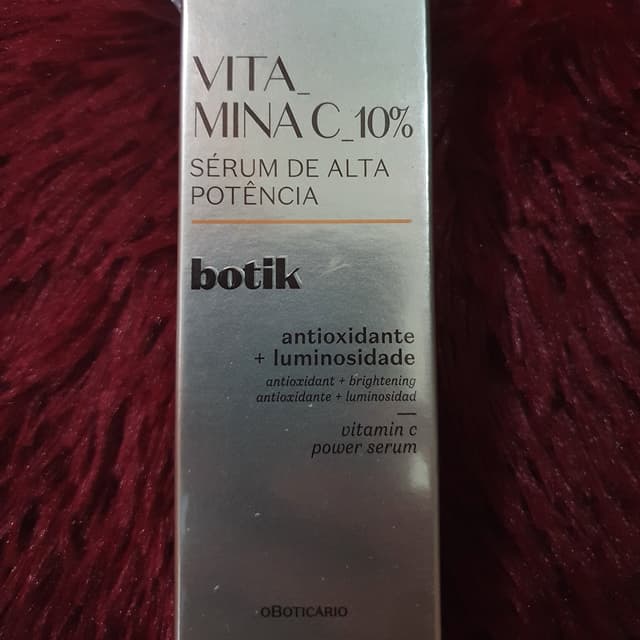 VITA_
MINA C_10%
SÉRUM DE ALTA
POTÊNCIA
botik
antioxidante
+ luminosidade
antioxidant + brightening
antioxidante + luminosidad
vitamin c
power serum
oBOTICÁRIO